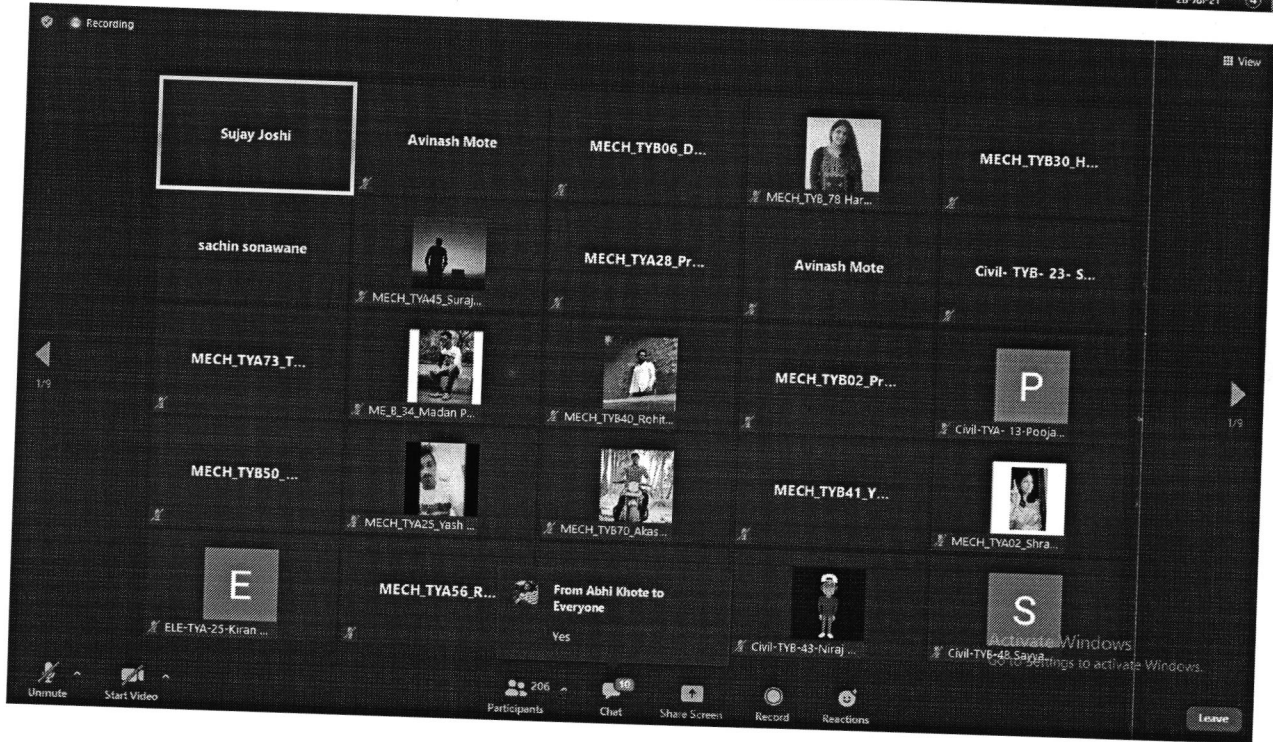 Recording
View
Sujay Joshi
Avinash Mote
MECH_TYB06_D...
MECH_TYB_78 Har...
MECH_TYB30_H...
sachin sonawane
MECH_TYA45_Suraj...
MECH_TYA28_Pr...
Avinash Mote
Civil- TYB- 23- S...
1/9
MECH_TYA73_T...
ME_B_34_Madan P...
MECH_TYB40_Rohit...
MECH_TYB02_Pr...
P
Civil-TYA- 13-Pooja...
1/9
MECH_TYB50_...
MECH_TYA25_Yash ...
MECH_TYB70_Akas...
MECH_TYB41_Y...
MECH_TYA02_Shra...
E
ELE-TYA-25-Kiran ...
MECH_TYA56_R...
From Abhi Khote to
Everyone
Yes
Civil-TYB-43-Niraj ...
S
Civil-TYB-48 Sayya...
Activate Windows
Go to Settings to activate Windows.
Unmute
Start Video
206
Participants
10
Chat
Share Screen
Record
Reactions
Leave